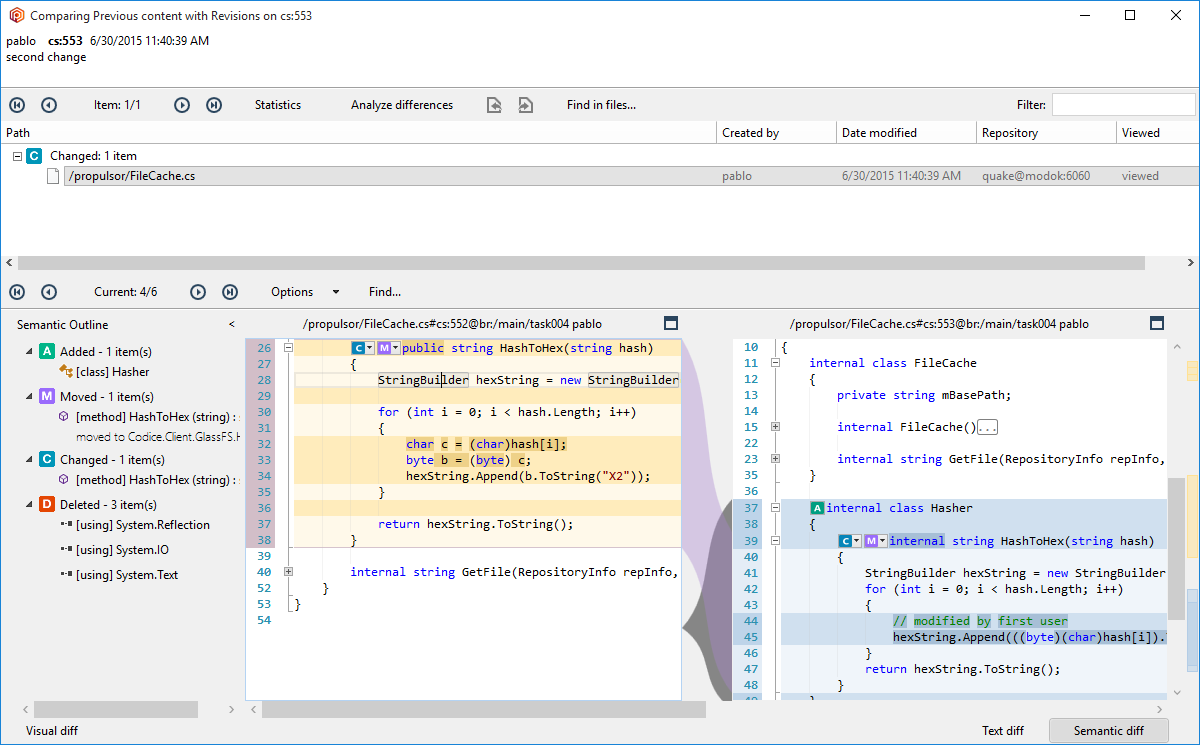 Comparing Previous content with Revisions on cs:553
pablo cs:553 6/30/2015 11:40:39 AM
second change
Item: 1/1 Statistics Analyze differences Find in files... Filter:
Path Created by Date modified Repository Viewed
C Changed: 1 item
/propulsor/FileCache.cs pablo 6/30/2015 11:40:39 AM quake@modok:6060 viewed
Current: 4/6 Options Find...
Semantic Outline <
A Added - 1 item(s)
[class] Hasher
M Moved - 1 item(s)
[method] HashToHex (string) :
moved to Codice.Client.GlassFS.H
C Changed - 1 item(s)
[method] HashToHex (string) :
D Deleted - 3 item(s)
[using] System.Reflection
[using] System.IO
[using] System.Text
/propulsor/FileCache.cs#cs:552@br:/main/task004 pablo
26 C M public string HashToHex(string hash)
27 {
28 StringBuilder hexString = new StringBuilder
29
30 for (int i = 0; i < hash.Length; i++)
31 {
32 char c = (char)hash[i];
33 byte b = (byte) c;
34 hexString.Append(b.ToString("X2"));
35 }
36
37 return hexString.ToString();
38 }
39
40 internal string GetFile(RepositoryInfo repInfo,
52 }
53 }
54
/propulsor/FileCache.cs#cs:553@br:/main/task004 pablo
10 {
11 internal class FileCache
12 {
13 private string mBasePath;
14
15 internal FileCache()...
22
23 internal string GetFile(RepositoryInfo repInfo,
35 }
36
37 A internal class Hasher
38 {
39 C M internal string HashToHex(string hash)
40 {
41 StringBuilder hexString = new StringBuilder
42 for (int i = 0; i < hash.Length; i++)
43 {
44 // modified by first user
45 hexString.Append(((byte)(char)hash[i]).
46 }
47 return hexString.ToString();
48 }
49 }
Visual diff Text diff Semantic diff